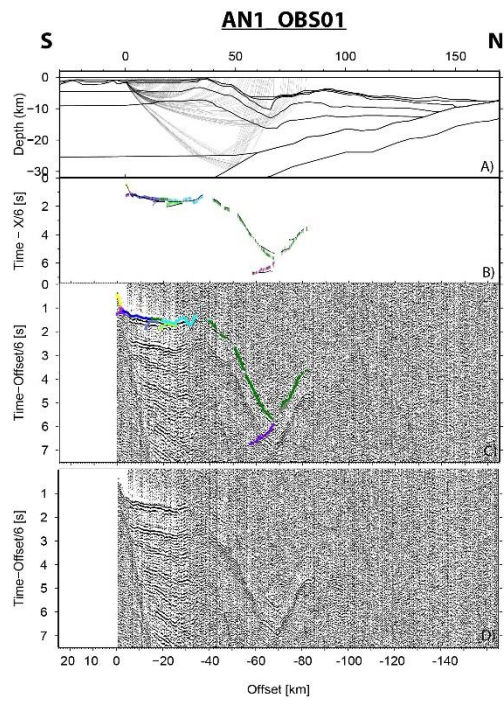 AN1_OBS01
S N
0 50 100 150
Depth (km)
0
-10
-20
-30
A)
Time - X/6 [s]
0
2
4
6
B)
Time-Offset/6 [s]
0
1
2
3
4
5
6
7
C)
Time-Offset/6 [s]
1
2
3
4
5
6
7
D)
20 10 0 -20 -40 -60 -80 -100 -120 -140 -160
Offset [km]